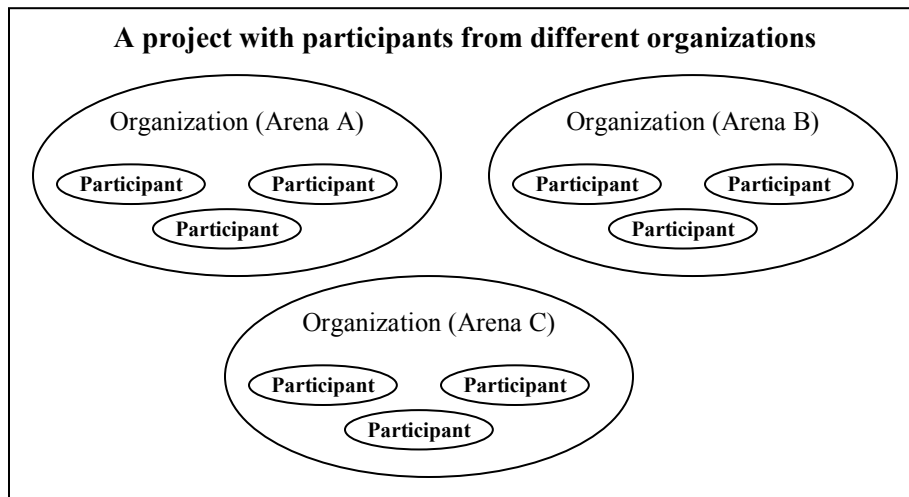 A project with participants from different organizations
Organization (Arena A)
Participant
Participant
Participant
Organization (Arena B)
Participant
Participant
Participant
Organization (Arena C)
Participant
Participant
Participant